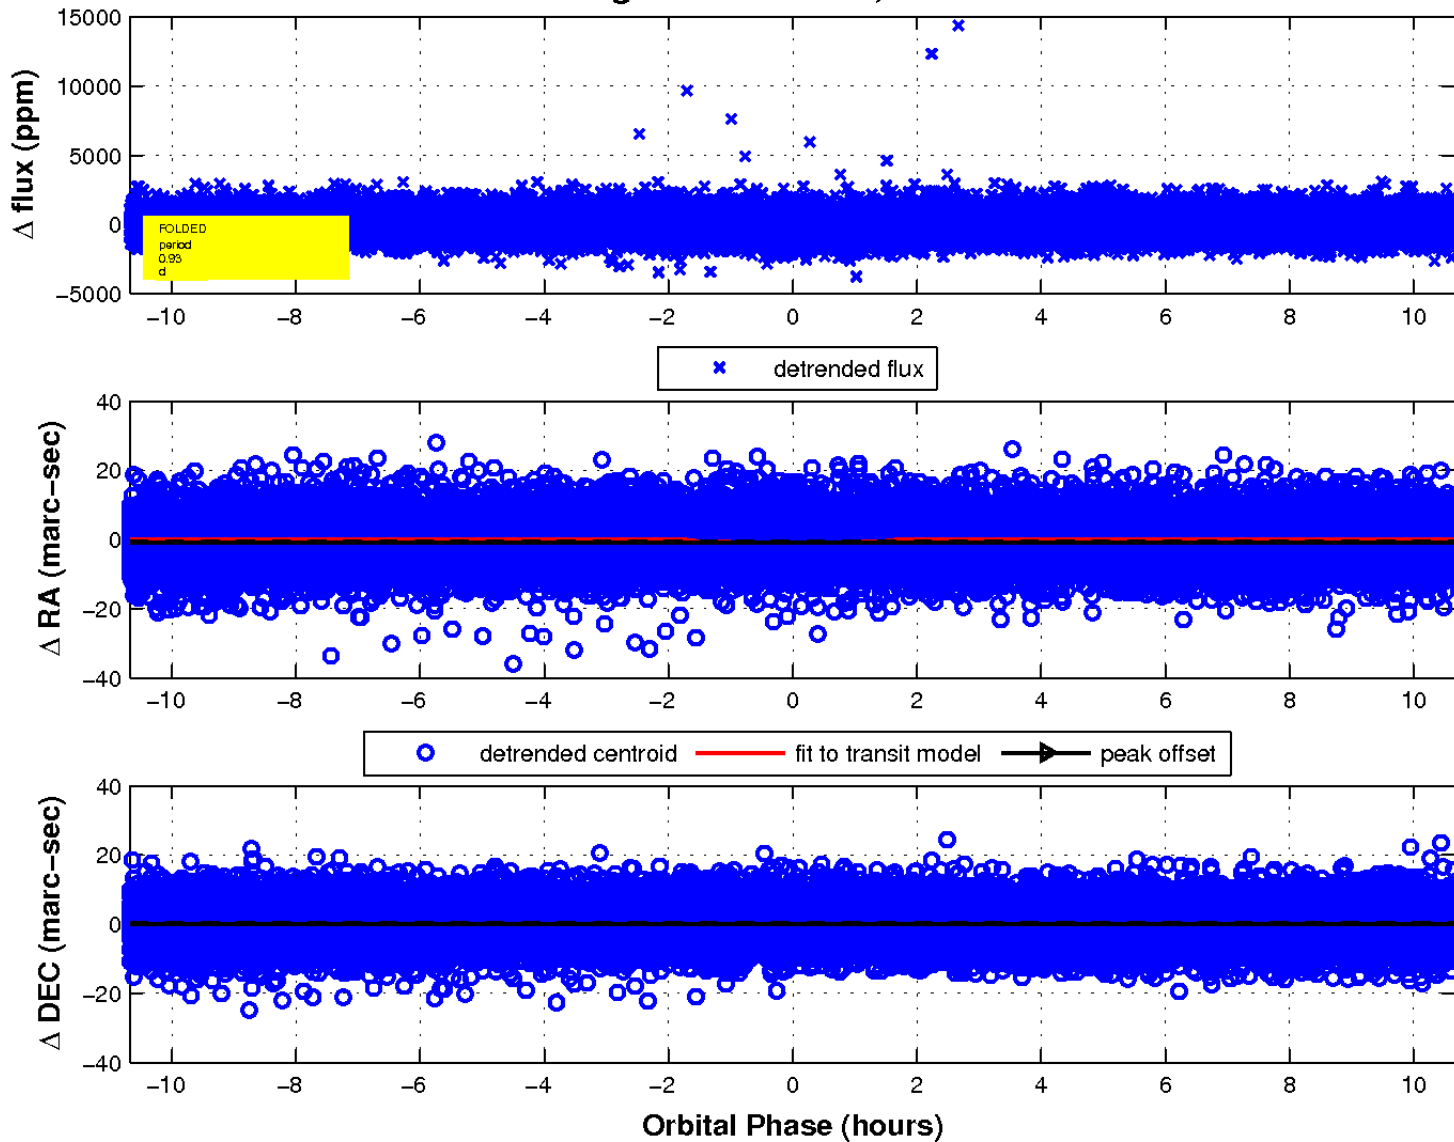 15000
10000
5000
0
−5000
Δ flux (ppm)
FOLDED
period
0.93
d
−10 −8 −6 −4 −2 0 2 4 6 8 10
detrended flux
40
20
0
−20
−40
Δ RA (marc−sec)
−10 −8 −6 −4 −2 0 2 4 6 8 10
detrended centroid fit to transit model peak offset
40
20
0
−20
−40
Δ DEC (marc−sec)
−10 −8 −6 −4 −2 0 2 4 6 8 10
Orbital Phase (hours)